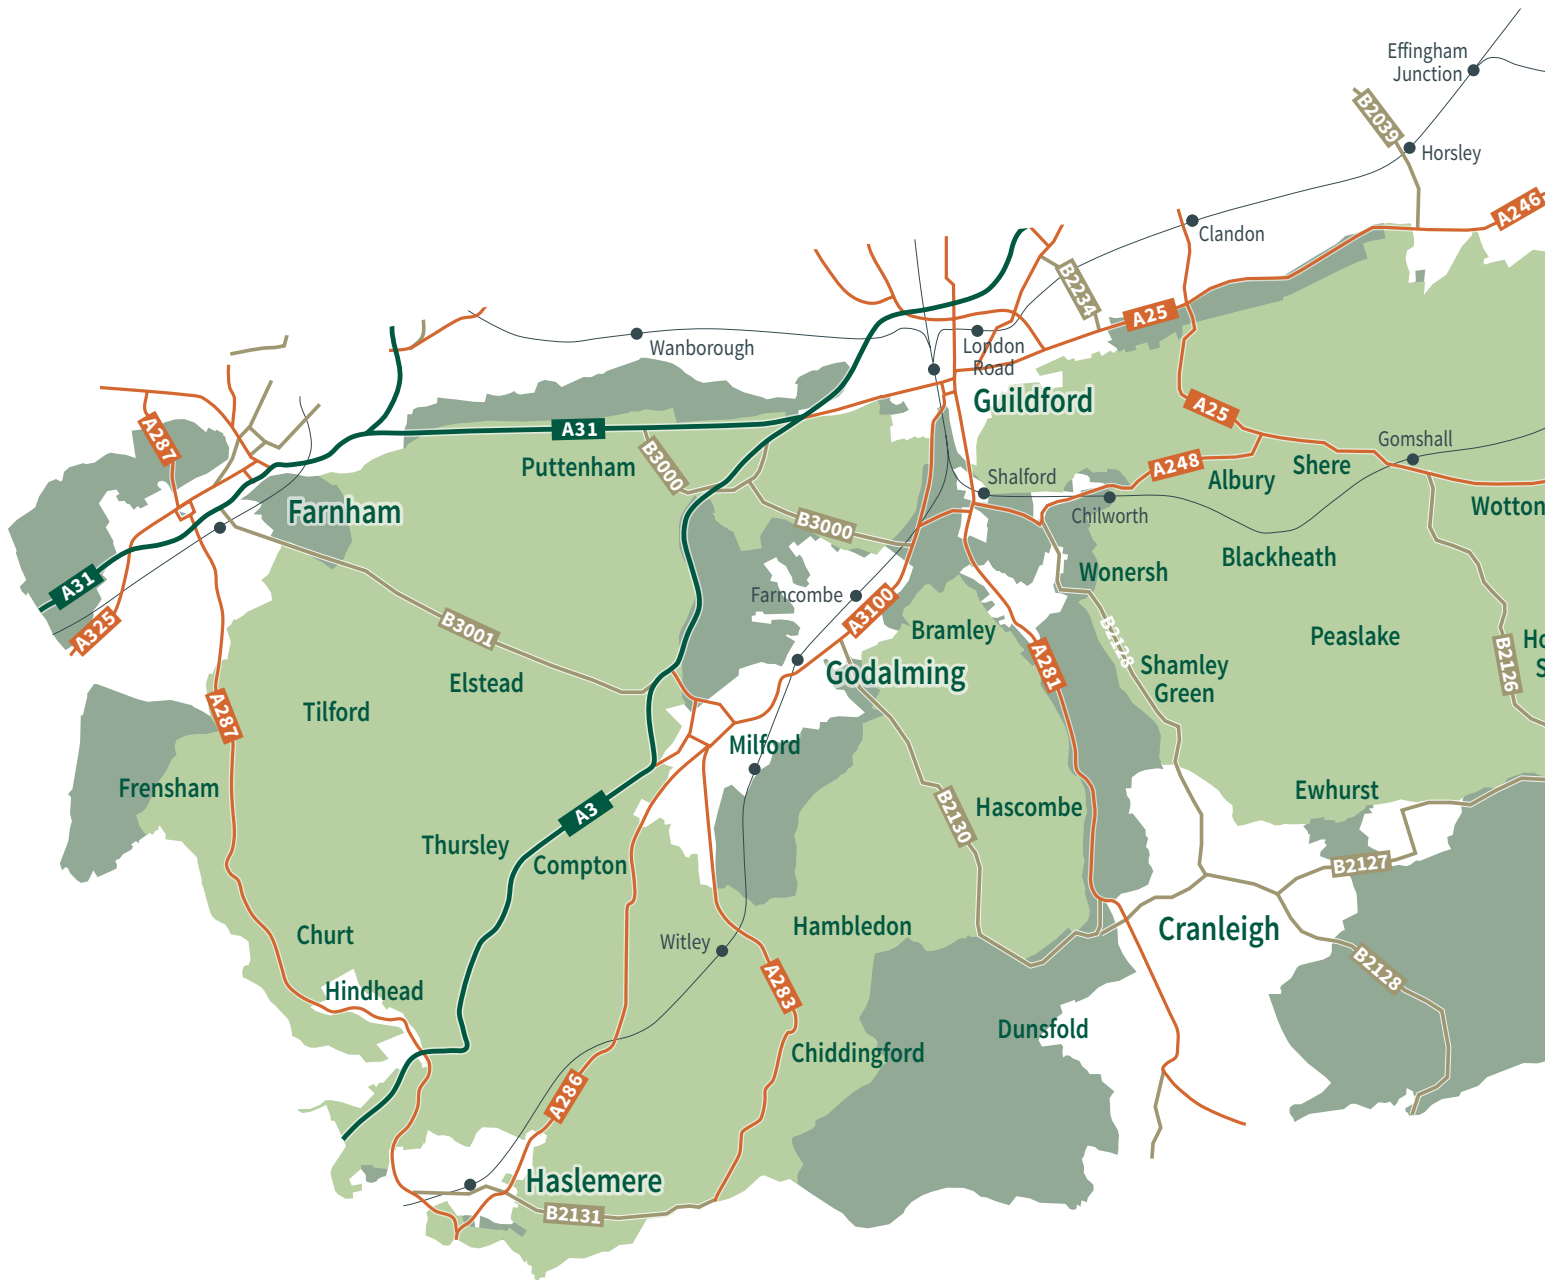 Effingham
Junction
B2039
Horsley
A246
Clandon
B2234
A25
Wanborough
London
Road
Guildford
A287
A31
Puttenham
B3000
A25
Gomshall
A248
Albury
Shere
Shalford
Chilworth
Wotton
Farnham
B3000
Blackheath
Wonersh
A31
A325
Farncombe
A3100
B3001
Bramley
B2128
Peaslake
Ho
S
B2126
A281
Shamley
Green
Godalming
Elstead
Tilford
A287
Milford
Frensham
Ewhurst
A3
B2130
Hascombe
Thursley
Compton
B2127
Hambledon
Cranleigh
Churt
Witley
B2128
Hindhead
A283
Dunsfold
Chiddingford
A286
Haslemere
B2131